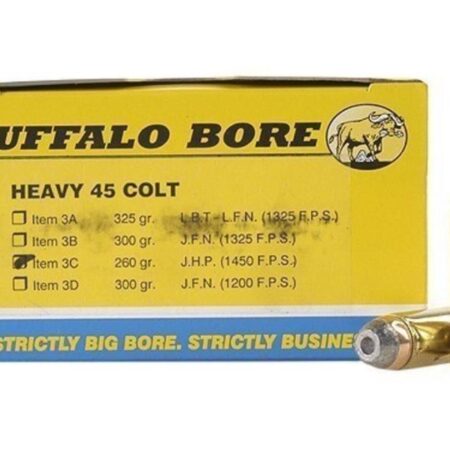 UFFALO BORE
HEAVY 45 COLT
Item 3A 325 gr. L.B.T.- L.F.N. (1325 F.P.S.)
Item 3B 300 gr. J.F.N. (1325 F.P.S.)
Item 3C 260 gr. J.H.P. (1450 F.P.S.)
Item 3D 300 gr. J.F.N. (1200 F.P.S.)
STRICTLY BIG BORE. STRICTLY BUSINE